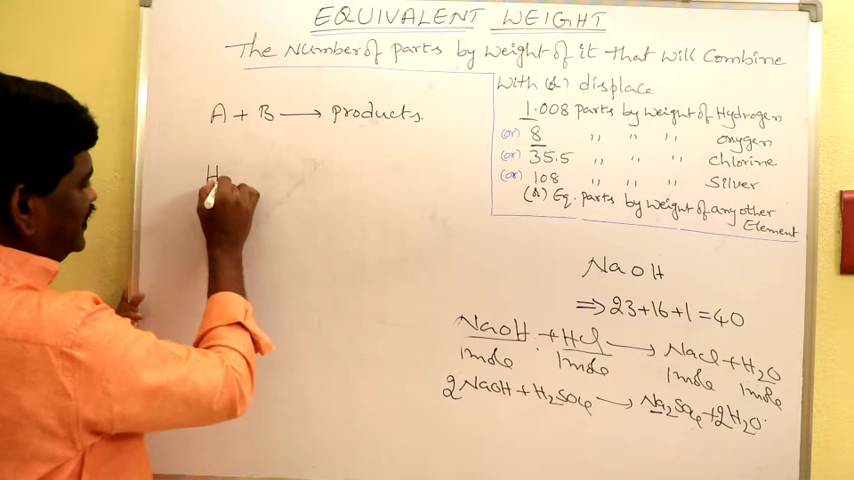 EQUIVALENT WEIGHT
The Number of parts by weight of it that will combine
with (or) displace
1.008 parts by weight of Hydrogen
(or) 8 ,, ,, ,, oxygen
(or) 35.5 ,, ,, ,, chlorine
(or) 108 ,, ,, ,, Silver
(or) Eq. parts by weight of any other
Element
A + B ⟶ products.
H
NaOH
⇒ 23+16+1=40
NaOH + HCl ⟶ NaCl + H2O
1mole 1mole 1mole 1mole
2NaOH + H2SO4 ⟶ Na2SO4 + 2H2O.